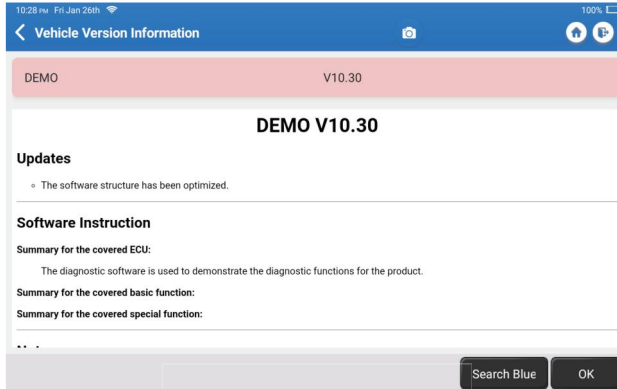 10:28 PM Fri Jan 26th 100%
Vehicle Version Information
DEMO V10.30
DEMO V10.30
Updates
The software structure has been optimized.
Software Instruction
Summary for the covered ECU:
The diagnostic software is used to demonstrate the diagnostic functions for the product.
Summary for the covered basic function:
Summary for the covered special function:
Search Blue OK